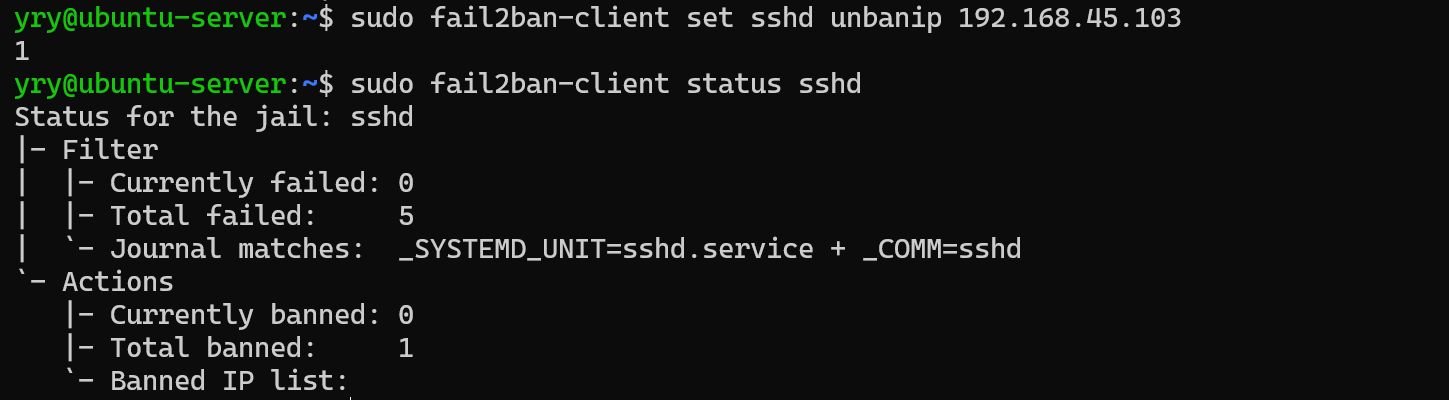 yry@ubuntu-server:~$ sudo fail2ban-client set sshd unbanip 192.168.45.103
1
yry@ubuntu-server:~$ sudo fail2ban-client status sshd
Status for the jail: sshd
|- Filter
|  |- Currently failed: 0
|  |- Total failed:     5
|  `- Journal matches:  _SYSTEMD_UNIT=sshd.service + _COMM=sshd
`- Actions
   |- Currently banned: 0
   |- Total banned:     1
   `- Banned IP list: